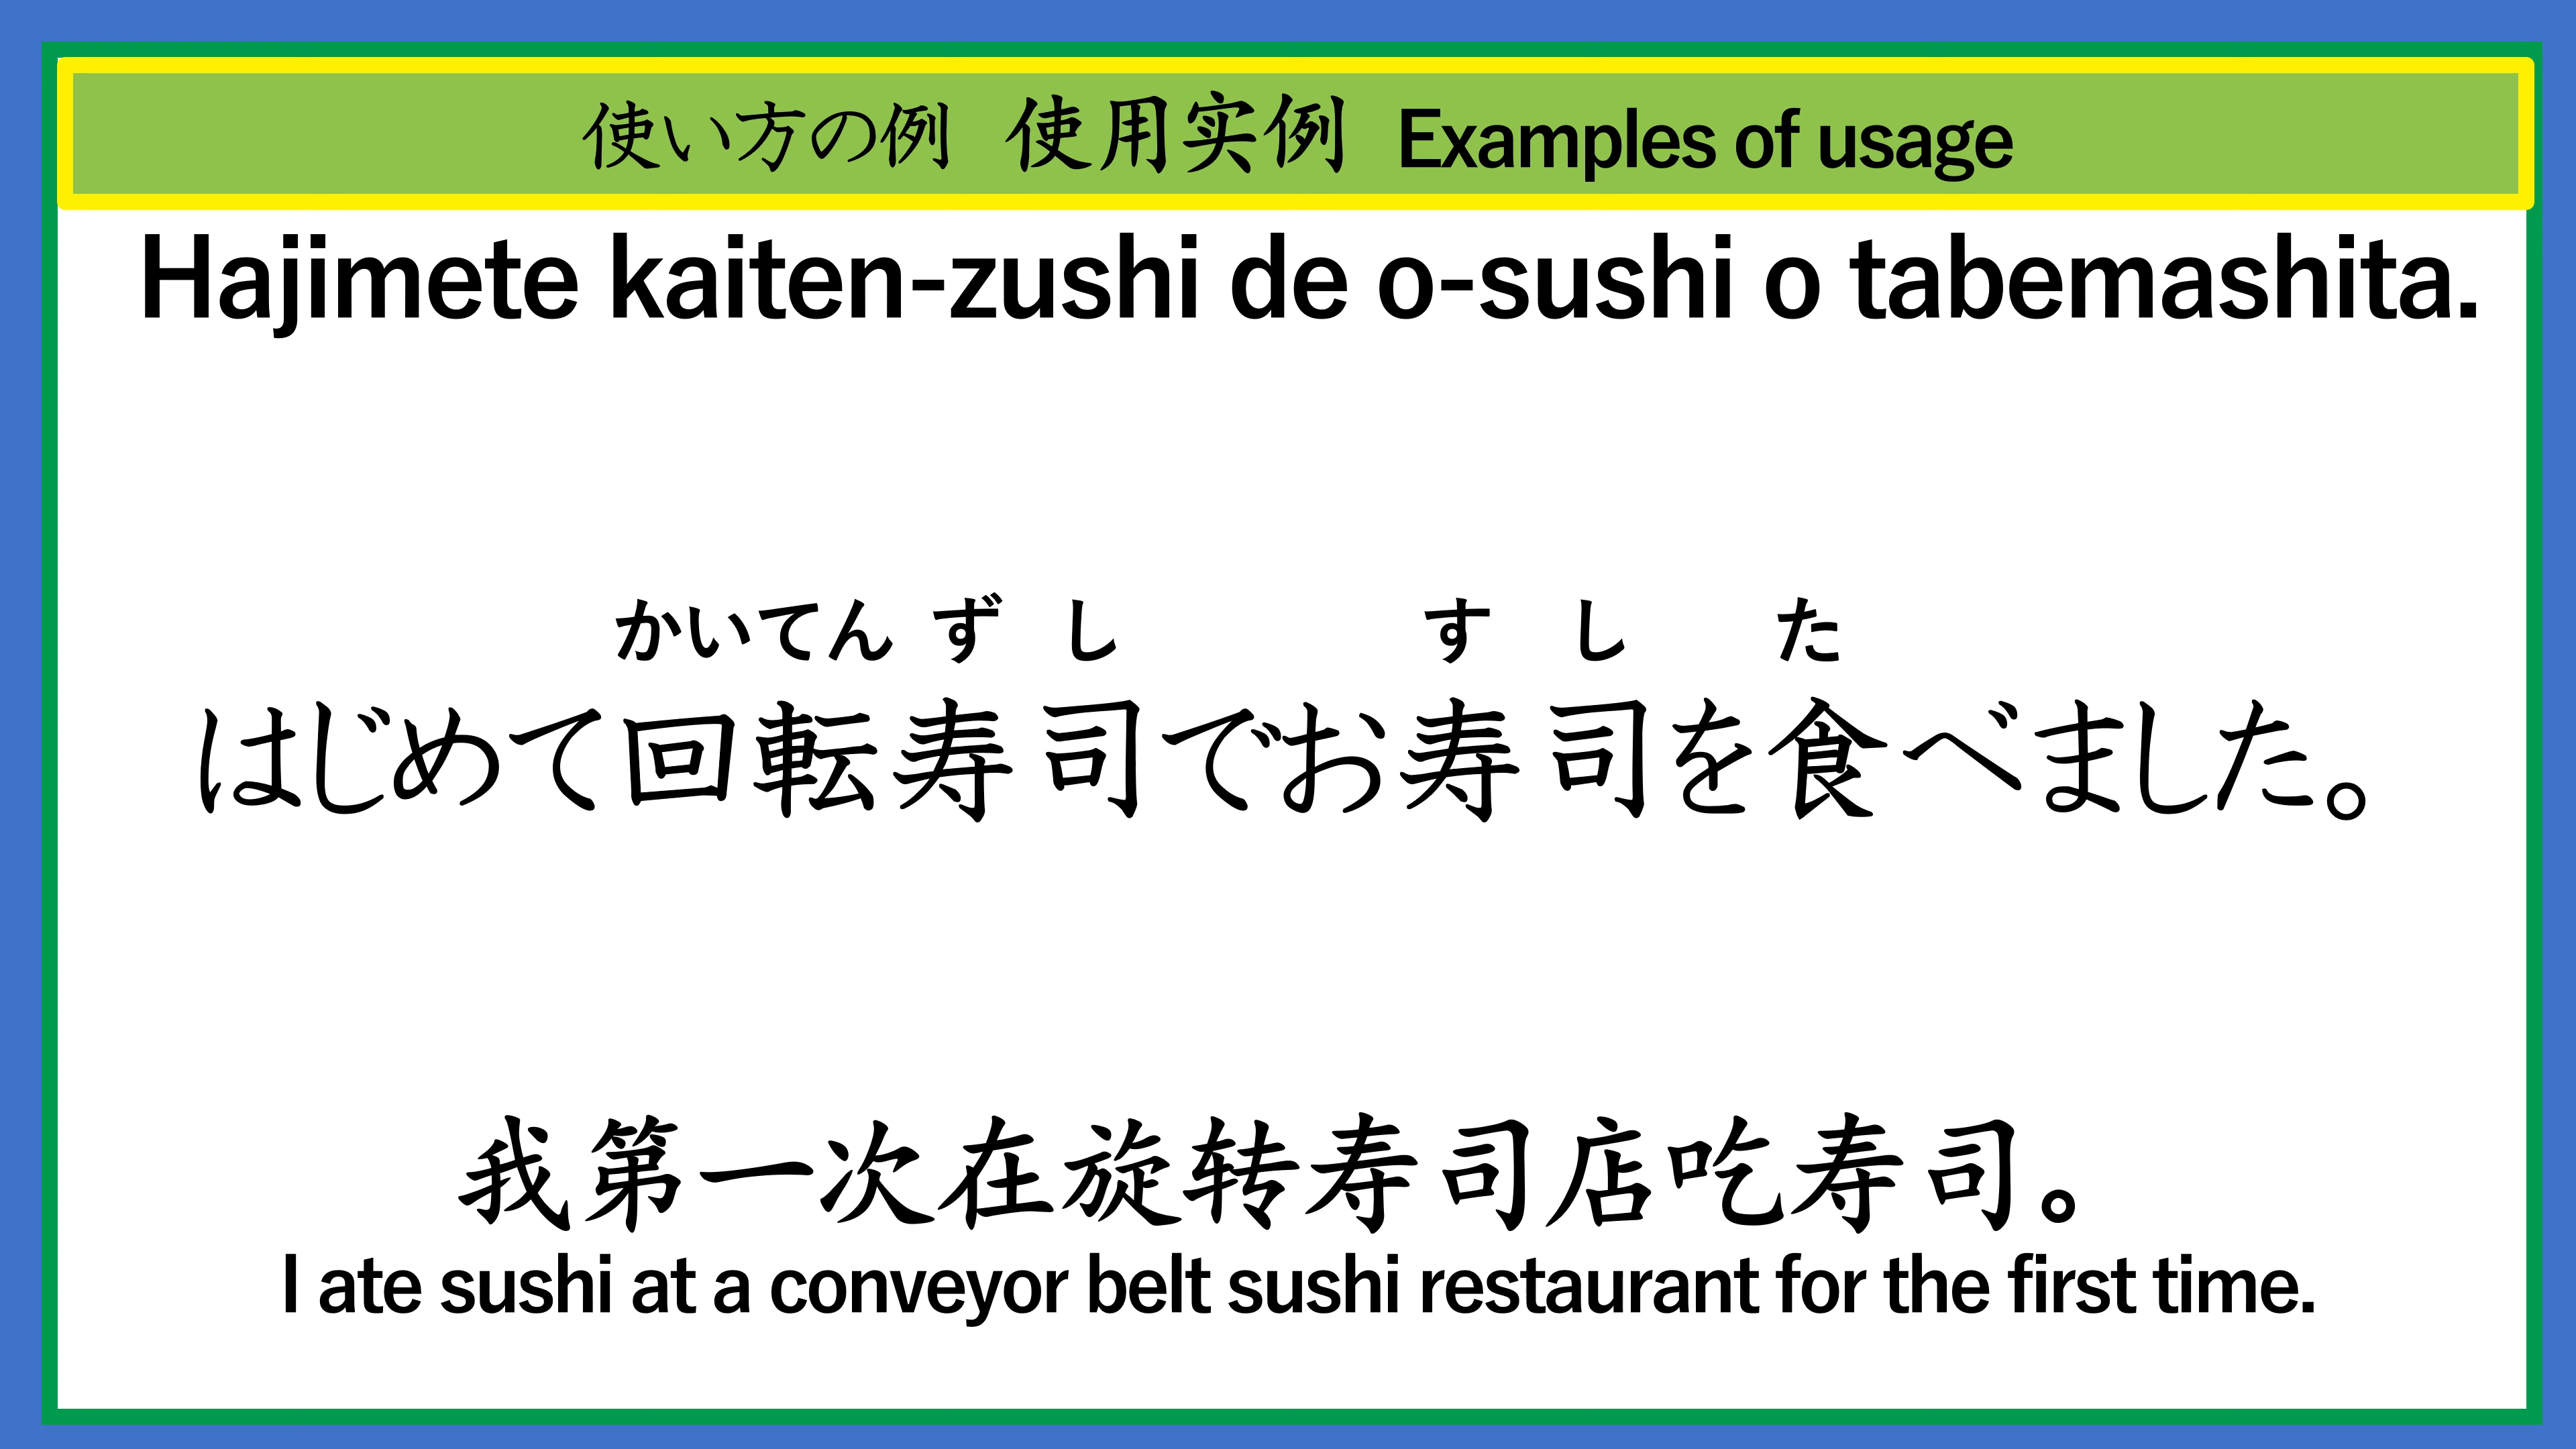 使い方の例 使用实例 Examples of usage
Hajimete kaiten-zushi de o-sushi o tabemashita.
かいてん ず し す し た
はじめて回転寿司でお寿司を食べました。
我第一次在旋转寿司店吃寿司。
I ate sushi at a conveyor belt sushi restaurant for the first time.